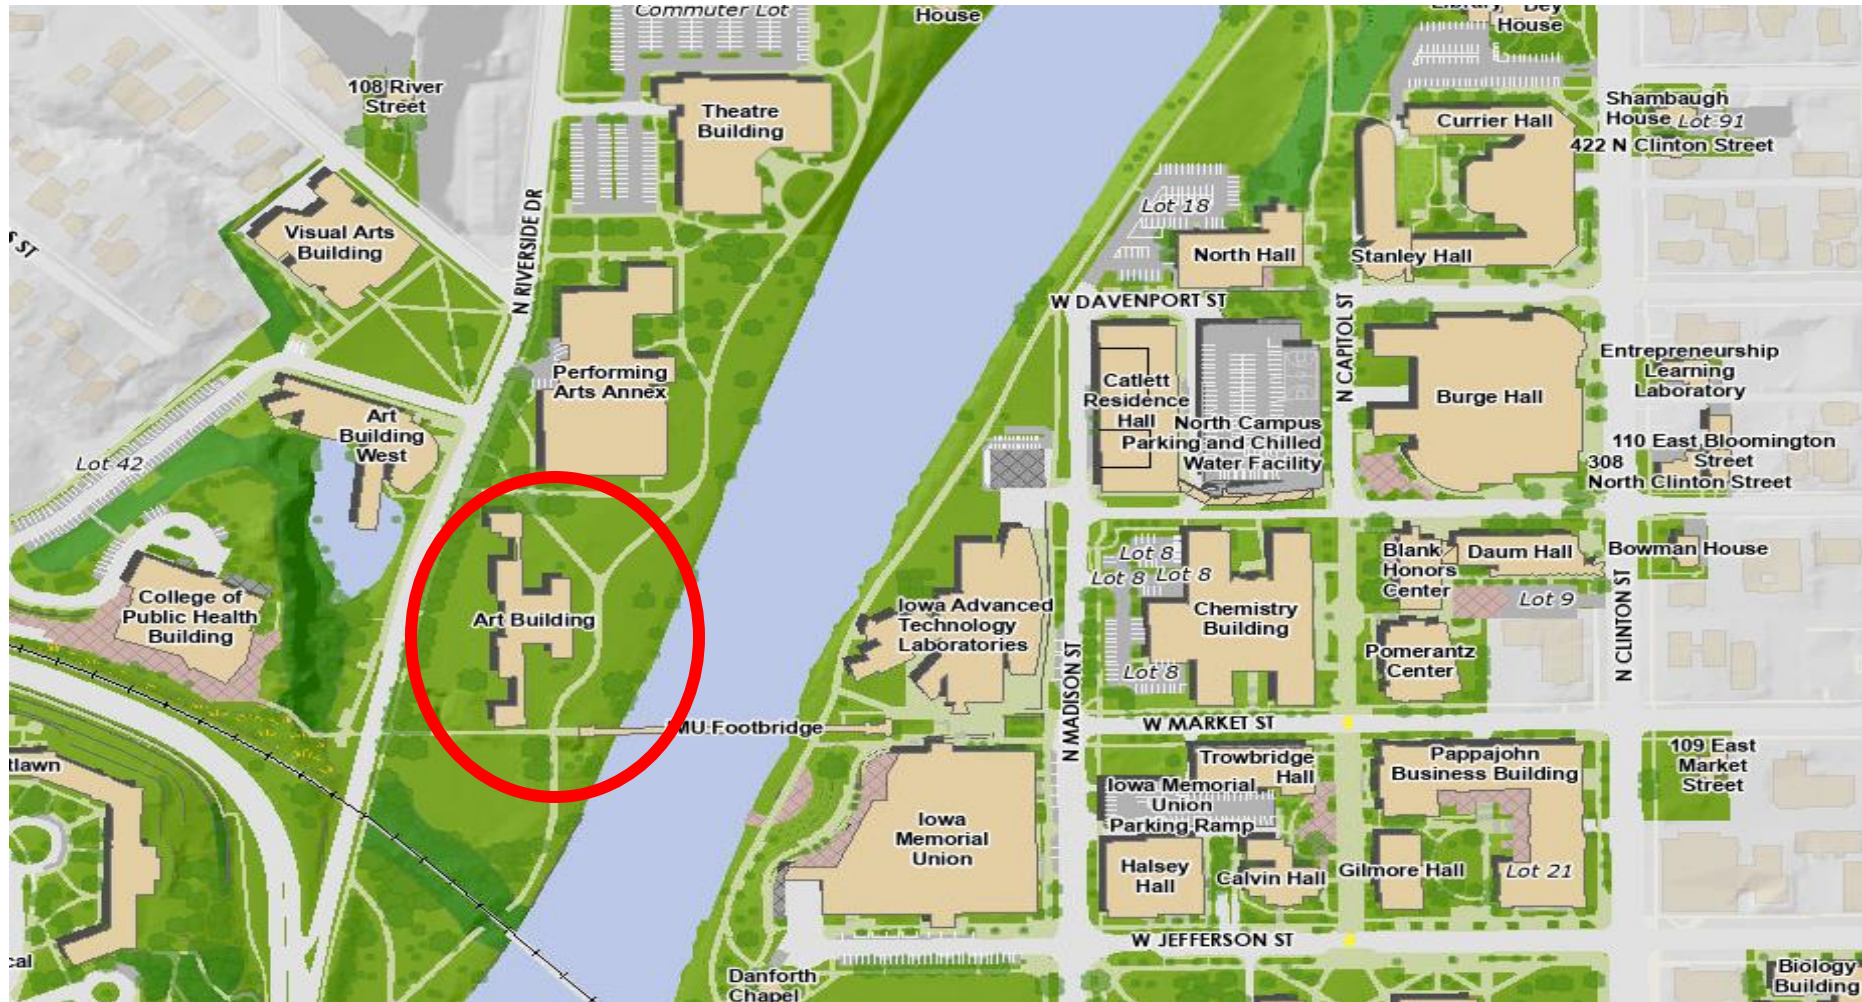 Commuter Lot
House
Library
Dey
House
108 River
Street
Theatre
Building
Currier Hall
Shambaugh
House
Lot 91
422 N Clinton Street
N RIVERSIDE DR
Lot 18
Visual Arts
Building
North Hall
Stanley Hall
S ST
W DAVENPORT ST
N CAPITOL ST
Performing
Arts Annex
Catlett
Residence
Hall
Burge Hall
Entrepreneurship
Learning
Laboratory
Art
Building
West
North Campus
Parking and Chilled
Water Facility
110 East Bloomington
Street
308
North Clinton Street
Lot 42
Lot 8
Lot 8
Lot 8
Blank
Honors
Center
Daum Hall
Bowman House
College of
Public Health
Building
Art Building
Iowa Advanced
Technology
Laboratories
Chemistry
Building
Lot 9
N CLINTON ST
Lot 8
Pomerantz
Center
N MADISON ST
MU Footbridge
W MARKET ST
tlawn
Trowbridge
Hall
Pappajohn
Business Building
109 East
Market
Street
Iowa Memorial
Union
Parking Ramp
Iowa
Memorial
Union
Halsey
Hall
Calvin Hall
Gilmore Hall
Lot 21
W JEFFERSON ST
cal
Danforth
Chapel
Biology
Building